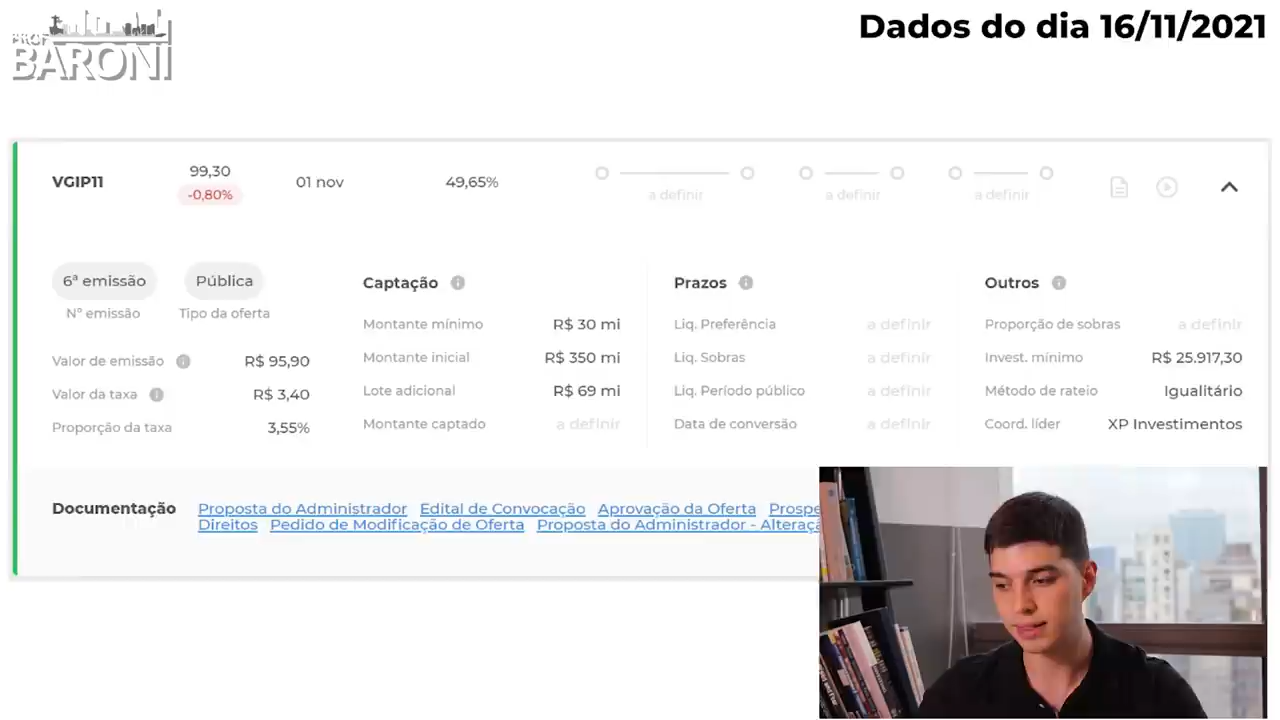 PROF
BARONI
Dados do dia 16/11/2021
VGIP11
99,30
-0,80%
01 nov
49,65%
a definir
a definir
a definir
6ª emissão
Pública
Nº emissão
Tipo da oferta
Valor de emissão R$ 95,90
Valor da taxa R$ 3,40
Proporção da taxa 3,55%
Captação
Montante mínimo R$ 30 mi
Montante inicial R$ 350 mi
Lote adicional R$ 69 mi
Montante captado a definir
Prazos
Liq. Preferência a definir
Liq. Sobras a definir
Liq. Período público a definir
Data de conversão a definir
Outros
Proporção de sobras a definir
Invest. mínimo R$ 25.917,30
Método de rateio Igualitário
Coord. líder XP Investimentos
Documentação Proposta do Administrador Edital de Convocação Aprovação da Oferta Prospe
Direitos Pedido de Modificação de Oferta Proposta do Administrador - Alteraçã